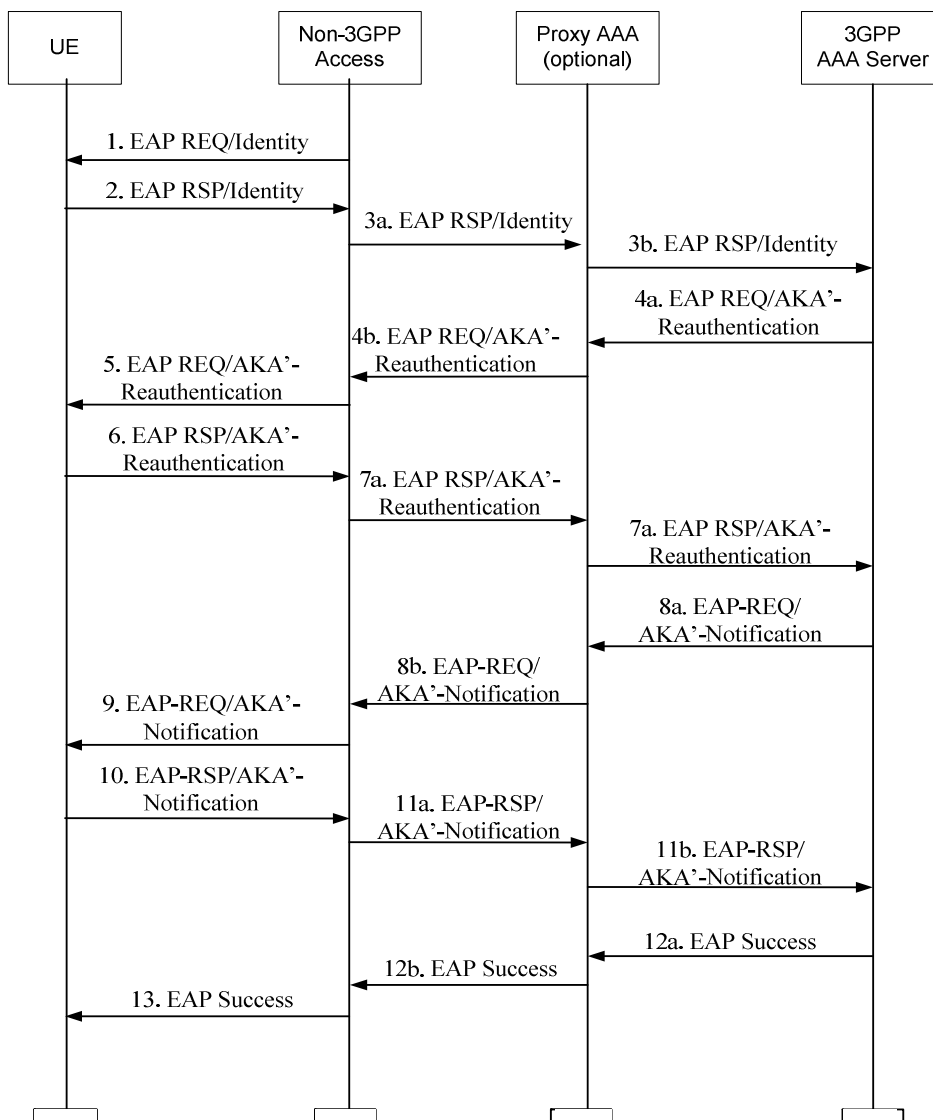 UE
Non-3GPP
Access
Proxy AAA
(optional)
3GPP
AAA Server
1. EAP REQ/Identity
2. EAP RSP/Identity
3a. EAP RSP/Identity
3b. EAP RSP/Identity
4a. EAP REQ/AKA’-
Reauthentication
4b. EAP REQ/AKA’-
Reauthentication
5. EAP REQ/AKA’-
Reauthentication
6. EAP RSP/AKA’-
Reauthentication
7a. EAP RSP/AKA’-
Reauthentication
7a. EAP RSP/AKA’-
Reauthentication
8a. EAP-REQ/
AKA’-Notification
8b. EAP-REQ/
AKA’-Notification
9. EAP-REQ/AKA’-
Notification
10. EAP-RSP/AKA’-
Notification
11a. EAP-RSP/
AKA’-Notification
11b. EAP-RSP/
AKA’-Notification
12a. EAP Success
12b. EAP Success
13. EAP Success